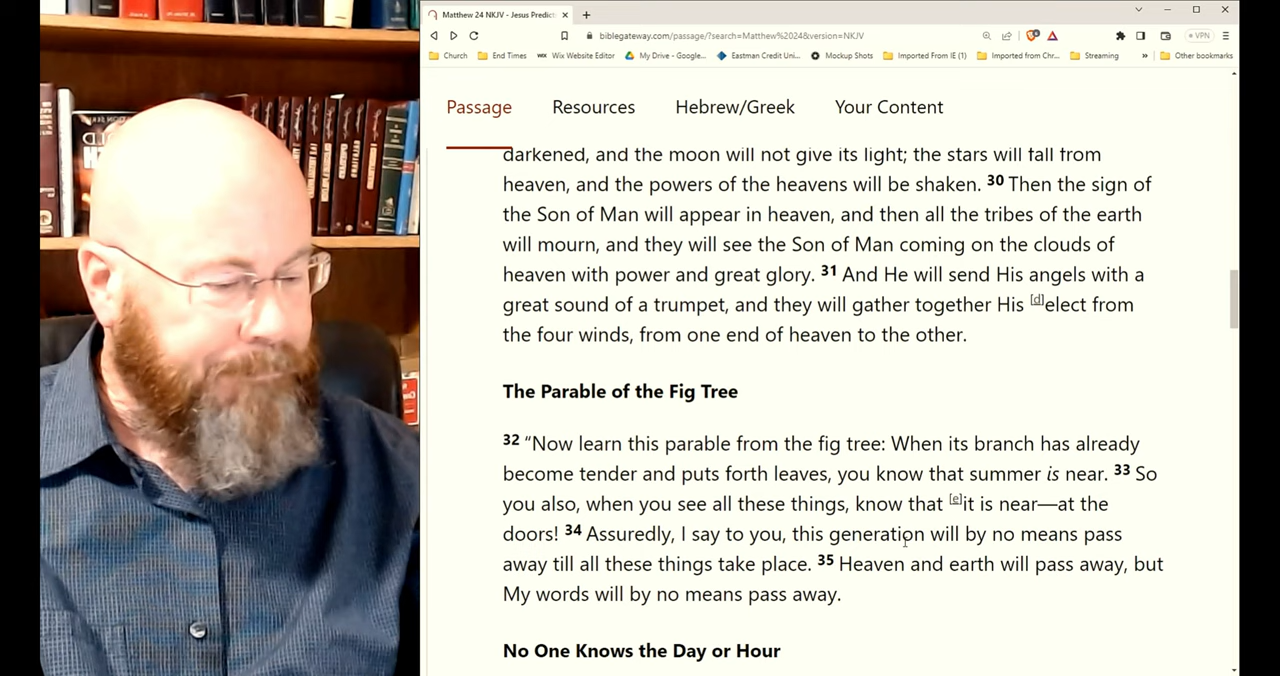 Matthew 24 NKJV - Jesus Predict
biblegateway.com/passage/?search=Matthew%2024&version=NKJV
VPN
Church End Times Wix Website Editor My Drive - Google... Eastman Credit Uni... Mockup Shots Imported From IE (1) Imported from Chr... Streaming » Other bookmarks
Passage Resources Hebrew/Greek Your Content
darkened, and the moon will not give its light; the stars will fall from
heaven, and the powers of the heavens will be shaken. 30 Then the sign of
the Son of Man will appear in heaven, and then all the tribes of the earth
will mourn, and they will see the Son of Man coming on the clouds of
heaven with power and great glory. 31 And He will send His angels with a
great sound of a trumpet, and they will gather together His [d]elect from
the four winds, from one end of heaven to the other.
The Parable of the Fig Tree
32 “Now learn this parable from the fig tree: When its branch has already
become tender and puts forth leaves, you know that summer is near. 33 So
you also, when you see all these things, know that [e]it is near—at the
doors! 34 Assuredly, I say to you, this generation will by no means pass
away till all these things take place. 35 Heaven and earth will pass away, but
My words will by no means pass away.
No One Knows the Day or Hour